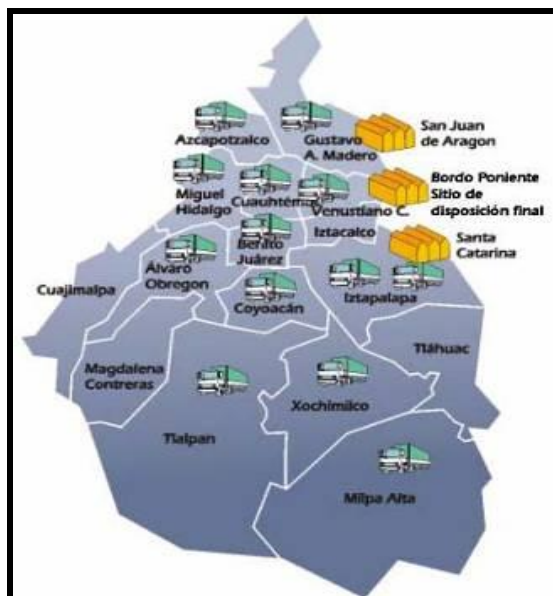 San Juan
de Aragon
Azcapotzalco
Gustavo
A. Madero
Bordo Poniente
Sitio de
disposición final
Miguel
Hidalgo
Cuauhtém
Venustiano C.
Iztacalco
Benito
Juárez
Santa
Catarina
Álvaro
Obregon
Cuajimalpa
Coyoacán
Iztapalapa
Tláhuac
Magdalena
Contreras
Xochimilco
Tlalpan
Milpa Alta